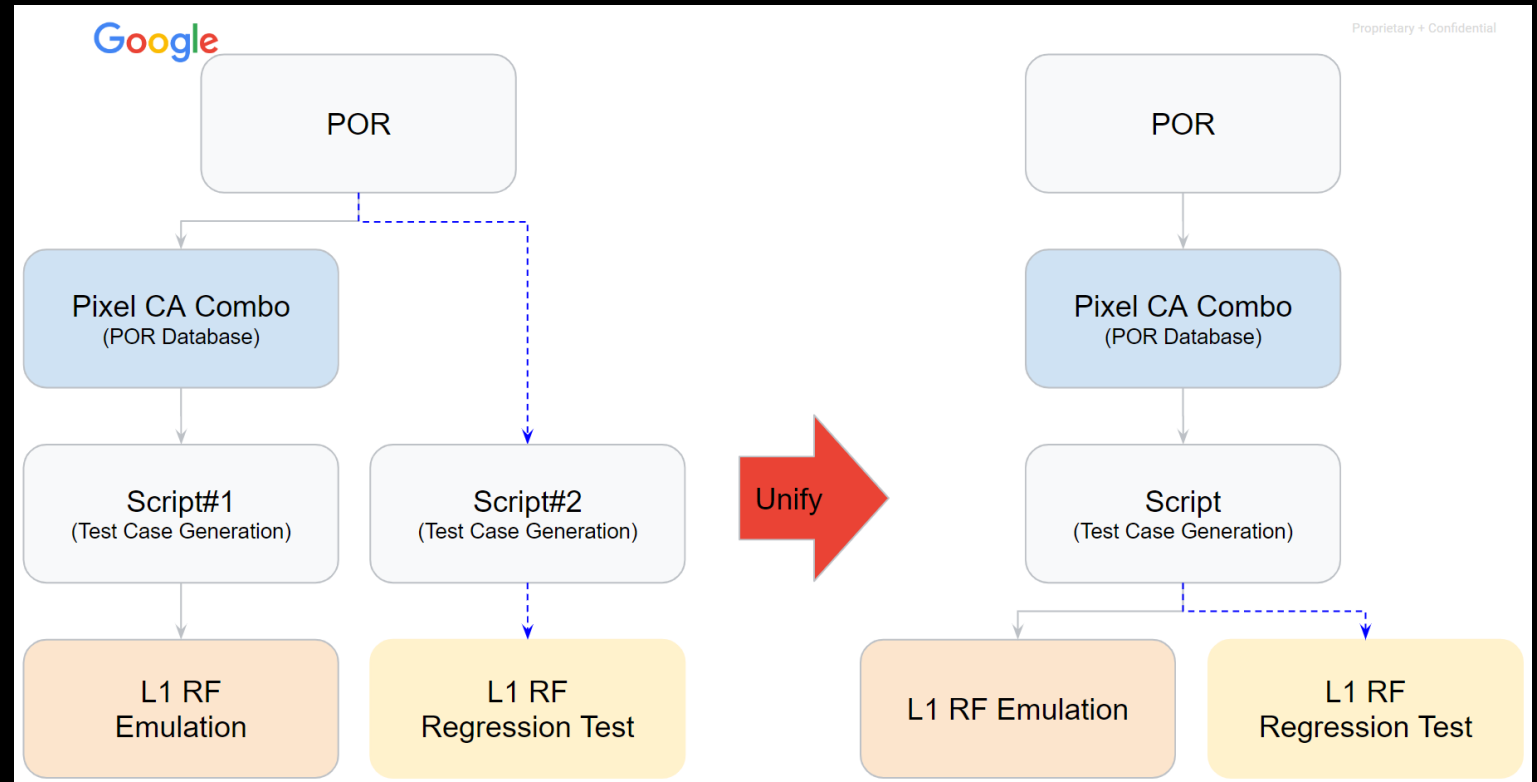 Google
Proprietary + Confidential
POR
Pixel CA Combo
(POR Database)
Script#1
(Test Case Generation)
L1 RF
Emulation
Script#2
(Test Case Generation)
L1 RF
Regression Test
Unify
POR
Pixel CA Combo
(POR Database)
Script
(Test Case Generation)
L1 RF Emulation
L1 RF
Regression Test